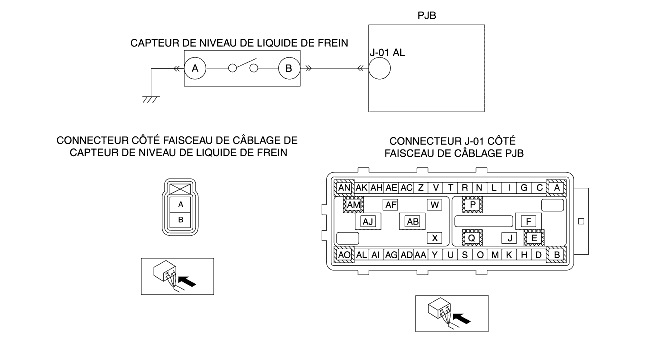 PJB
CAPTEUR DE NIVEAU DE LIQUIDE DE FREIN
J-01 AL
A
B
CONNECTEUR CÔTÉ FAISCEAU DE CÂBLAGE DE
CAPTEUR DE NIVEAU DE LIQUIDE DE FREIN
CONNECTEUR J-01 CÔTÉ
FAISCEAU DE CÂBLAGE PJB
A
B
AN AK AH AE AC Z V T R N L I G C A
AM AF W P
AJ AB F
X Q J E
AO AL AI AG AD AA Y U S O M K H D B